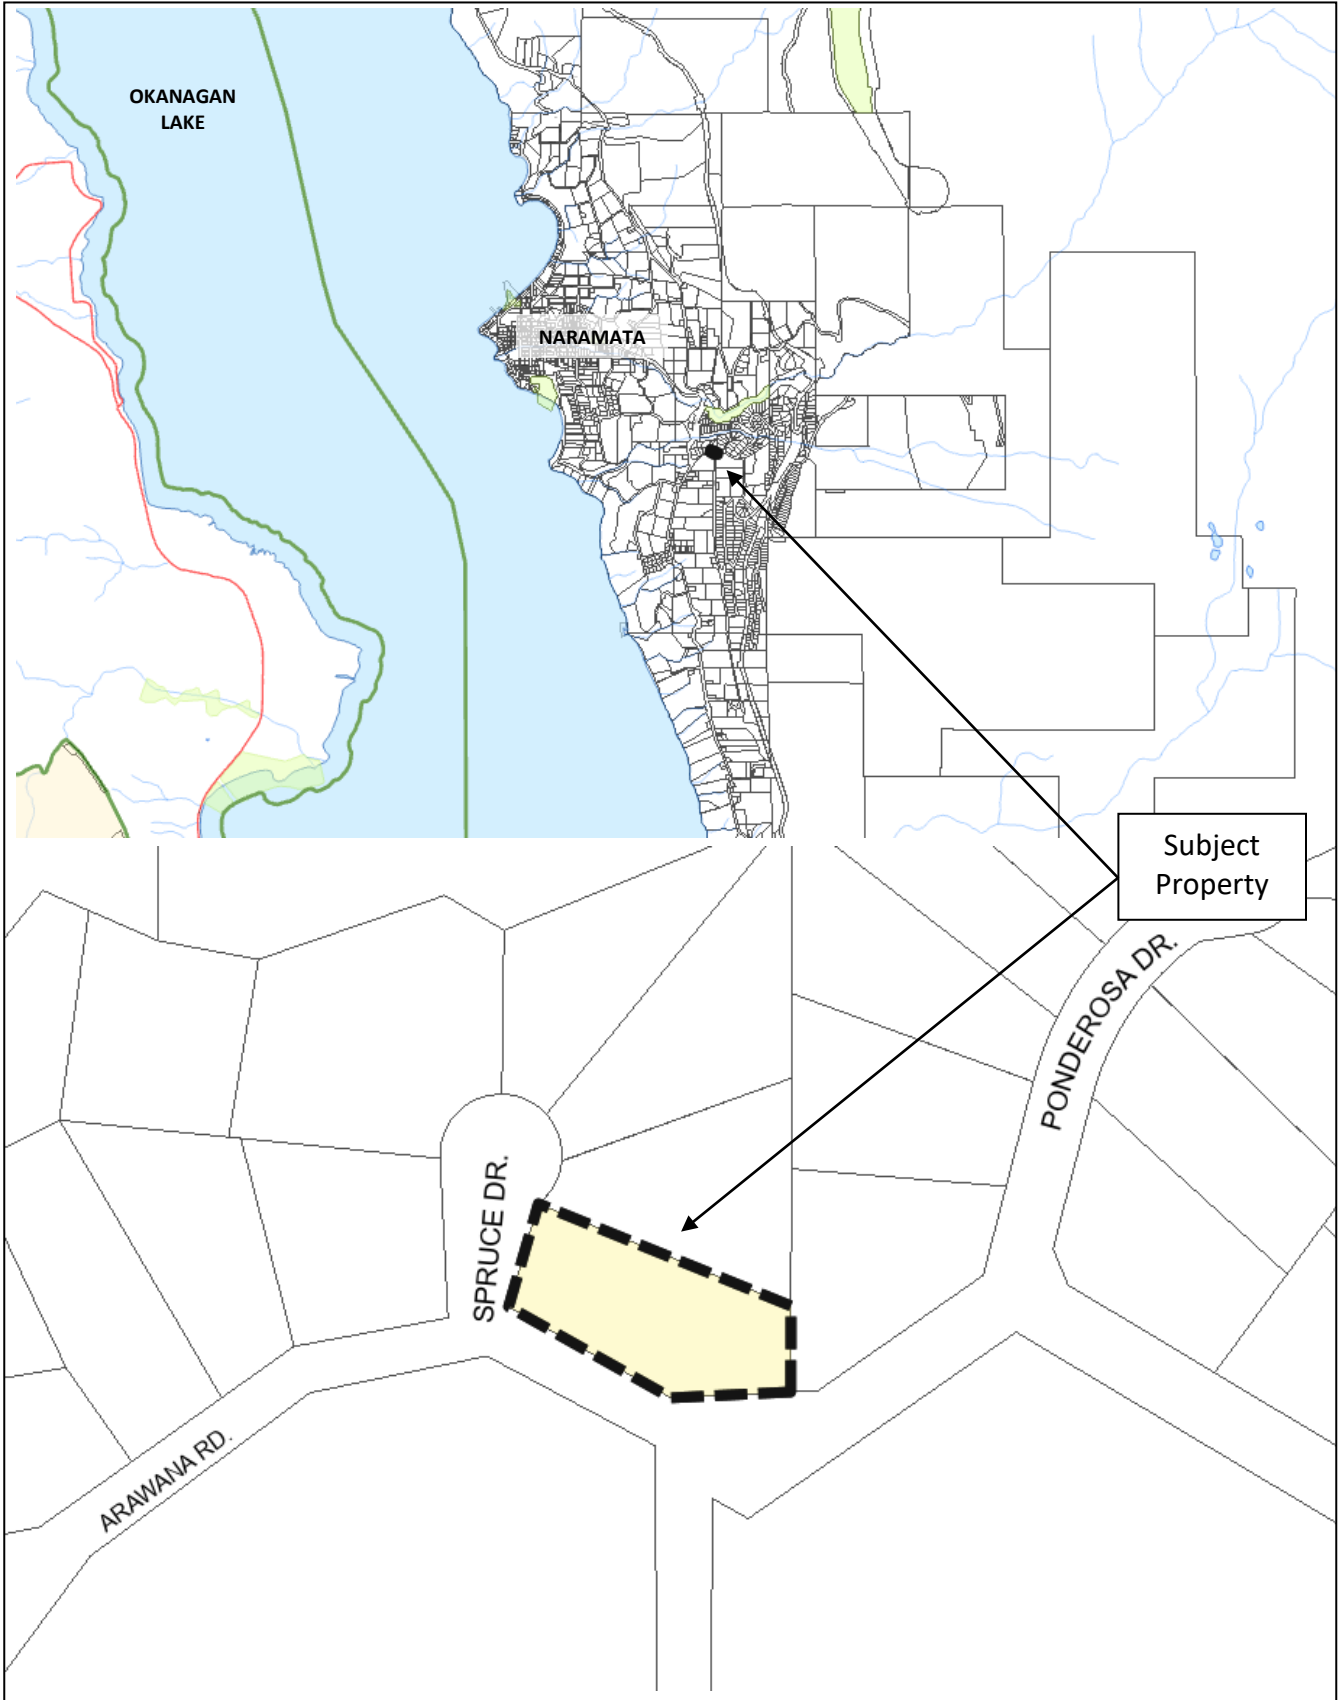 OKANAGAN
LAKE
NARAMATA
Subject
Property
PONDEROSA DR.
SPRUCE DR.
ARAWANA RD.